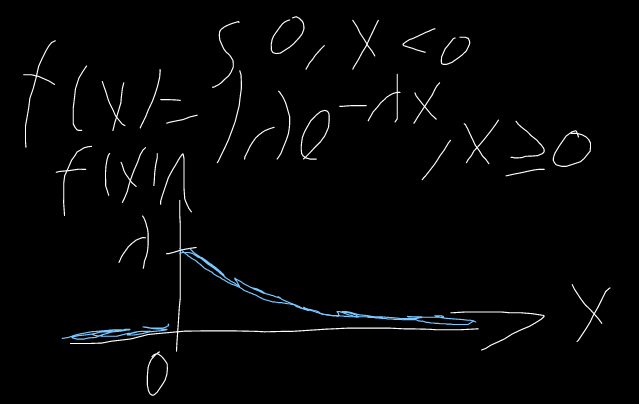 f(x) = { 0, x < 0
λe^{-λx}, x ≥ 0
f(x)
λ
x
0